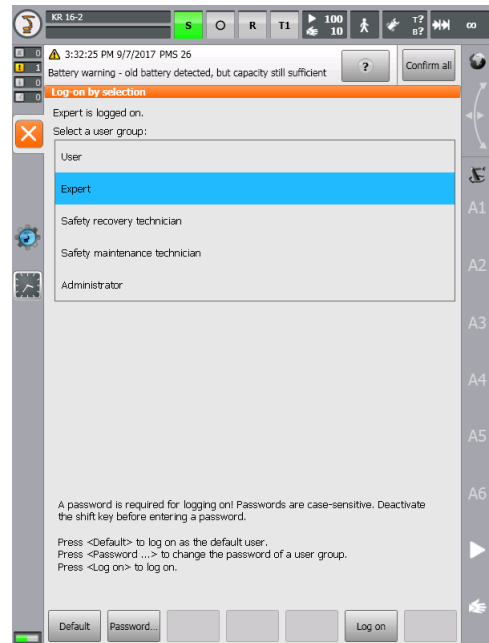 KR 16-2
S O R T1 100 10 T? B? ∞
0
1
0
0
3:32:25 PM 9/7/2017 PMS 26
Battery warning - old battery detected, but capacity still sufficient
?
Confirm all
Log-on by selection
Expert is logged on.
Select a user group:
User
Expert
Safety recovery technician
Safety maintenance technician
Administrator
A1
A2
A3
A4
A5
A6
A password is required for logging on! Passwords are case-sensitive. Deactivate
the shift key before entering a password.
Press <Default> to log on as the default user.
Press <Password ...> to change the password of a user group.
Press <Log on> to log on.
Default Password... Log on